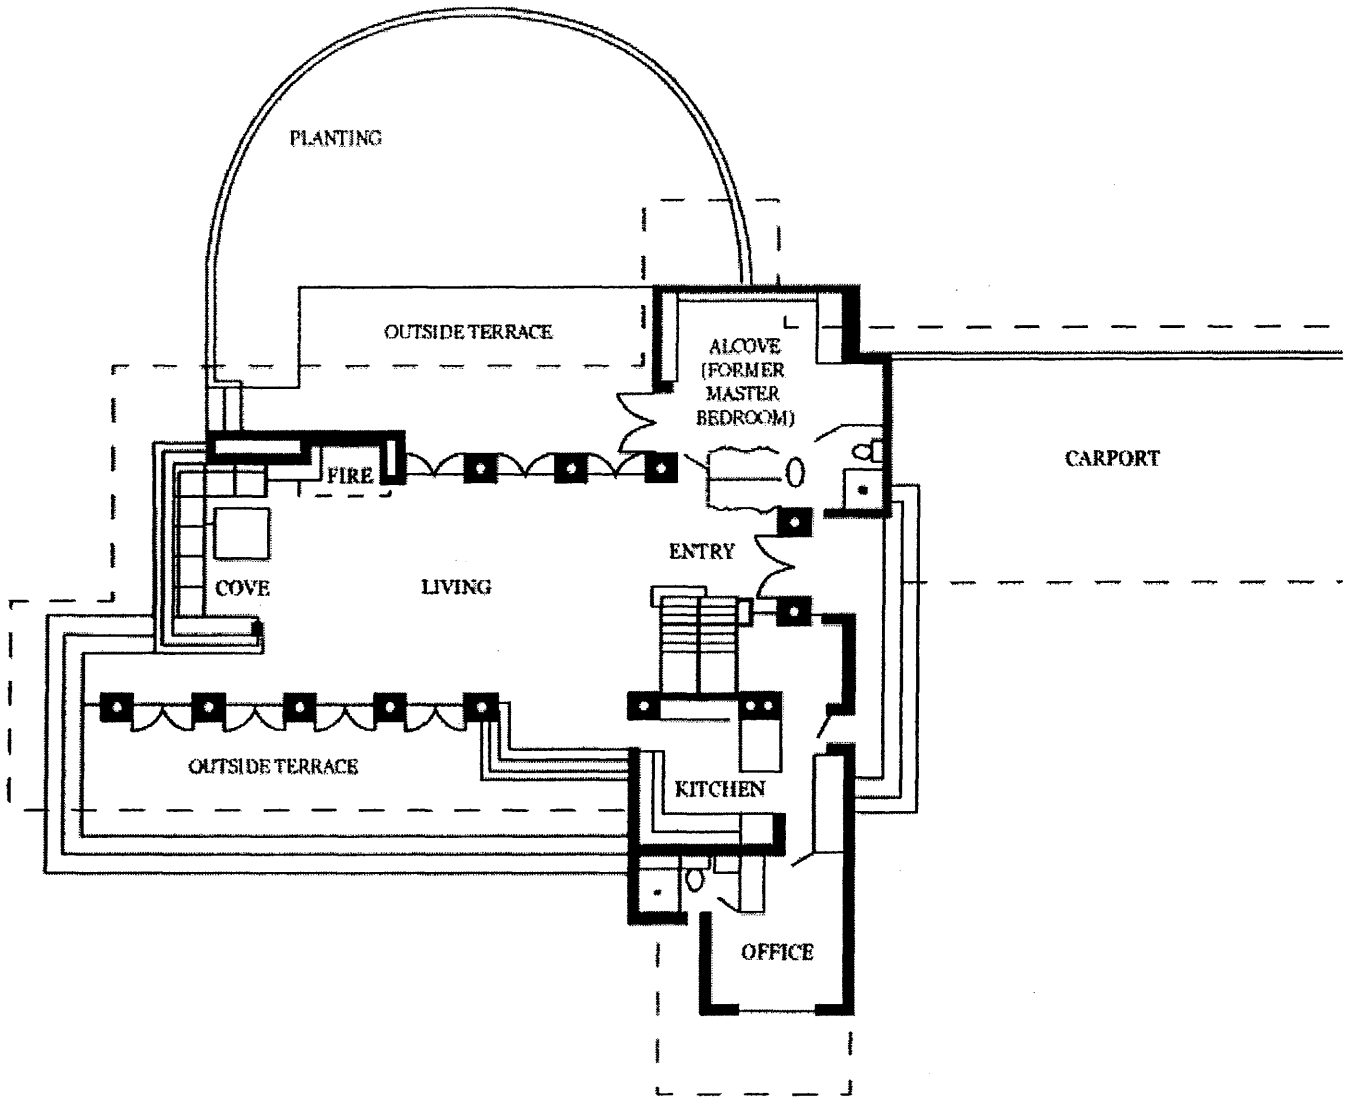 PLANTING
OUTSIDE TERRACE
ALCOVE
(FORMER
MASTER
BEDROOM)
CARPORT
FIRE
ENTRY
COVE
LIVING
OUTSIDE TERRACE
KITCHEN
OFFICE